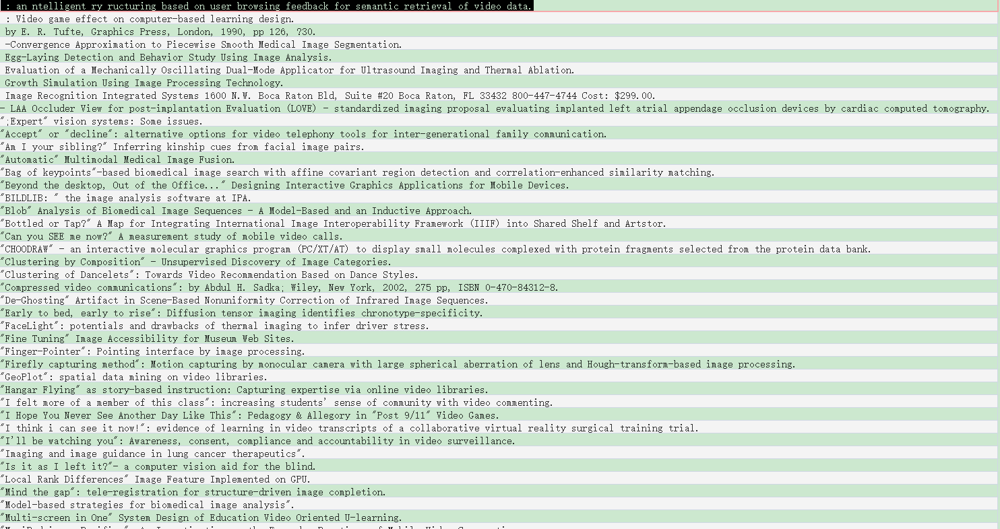 : an ntelligent ry ructuring based on user browsing feedback for semantic retrieval of video data.
: Video game effect on computer-based learning design.
by E. R. Tufte, Graphics Press, London, 1990, pp 126, ?30.
-Convergence Approximation to Piecewise Smooth Medical Image Segmentation.
Egg-Laying Detection and Behavior Study Using Image Analysis.
Evaluation of a Mechanically Oscillating Dual-Mode Applicator for Ultrasound Imaging and Thermal Ablation.
Growth Simulation Using Image Processing Technology.
Image Recognition Integrated Systems 1600 N.W. Boca Raton Bld, Suite #20 Boca Raton, FL 33432 800-447-4744 Cost: $299.00.
- LAA Occluder View for post-implantation Evaluation (LOVE) - standardized imaging proposal evaluating implanted left atrial appendage occlusion devices by cardiac computed tomography.
";Expert" vision systems: Some issues.
"Accept" or "decline": alternative options for video telephony tools for inter-generational family communication.
"Am I your sibling?" Inferring kinship cues from facial image pairs.
"Automatic" Multimodal Medical Image Fusion.
"Bag of keypoints"-based biomedical image search with affine covariant region detection and correlation-enhanced similarity matching.
"Beyond the desktop, Out of the Office..." Designing Interactive Graphics Applications for Mobile Devices.
"BILDLIB: " the image analysis software at IPA.
"Blob" Analysis of Biomedical Image Sequences - A Model-Based and an Inductive Approach.
"Bottled or Tap?" A Map for Integrating International Image Interoperability Framework (IIIF) into Shared Shelf and Artstor.
"Can you SEE me now?" A measurement study of mobile video calls.
"CHOODRAW" - an interactive molecular graphics program (PC/XT/AT) to display small molecules complexed with protein fragments selected from the protein data bank.
"Clustering by Composition" - Unsupervised Discovery of Image Categories.
"Clustering of Dancelets": Towards Video Recommendation Based on Dance Styles.
"Compressed video communications": by Abdul H. Sadka; Wiley, New York, 2002, 275 pp, ISBN 0-470-84312-8.
"De-Ghosting" Artifact in Scene-Based Nonuniformity Correction of Infrared Image Sequences.
"Early to bed, early to rise": Diffusion tensor imaging identifies chronotype-specificity.
"FaceLight": potentials and drawbacks of thermal imaging to infer driver stress.
"Fine Tuning" Image Accessibility for Museum Web Sites.
"Finger-Pointer": Pointing interface by image processing.
"Firefly capturing method": Motion capturing by monocular camera with large spherical aberration of lens and Hough-transform-based image processing.
"GeoPlot": spatial data mining on video libraries.
"Hangar Flying" as story-based instruction: Capturing expertise via online video libraries.
"I felt more of a member of this class": increasing students' sense of community with video commenting.
"I Hope You Never See Another Day Like This": Pedagogy & Allegory in "Post 9/11" Video Games.
"I think i can see it now!": evidence of learning in video transcripts of a collaborative virtual reality surgical training trial.
"I'll be watching you": Awareness, consent, compliance and accountability in video surveillance.
"Imaging and image guidance in lung cancer therapeutics".
"Is it as I left it?"- a computer vision aid for the blind.
"Local Rank Differences" Image Feature Implemented on GPU.
"Mind the gap": tele-registration for structure-driven image completion.
"Model-based strategies for biomedical image analysis".
"Multi-screen in One" System Design of Education Video Oriented U-learning.